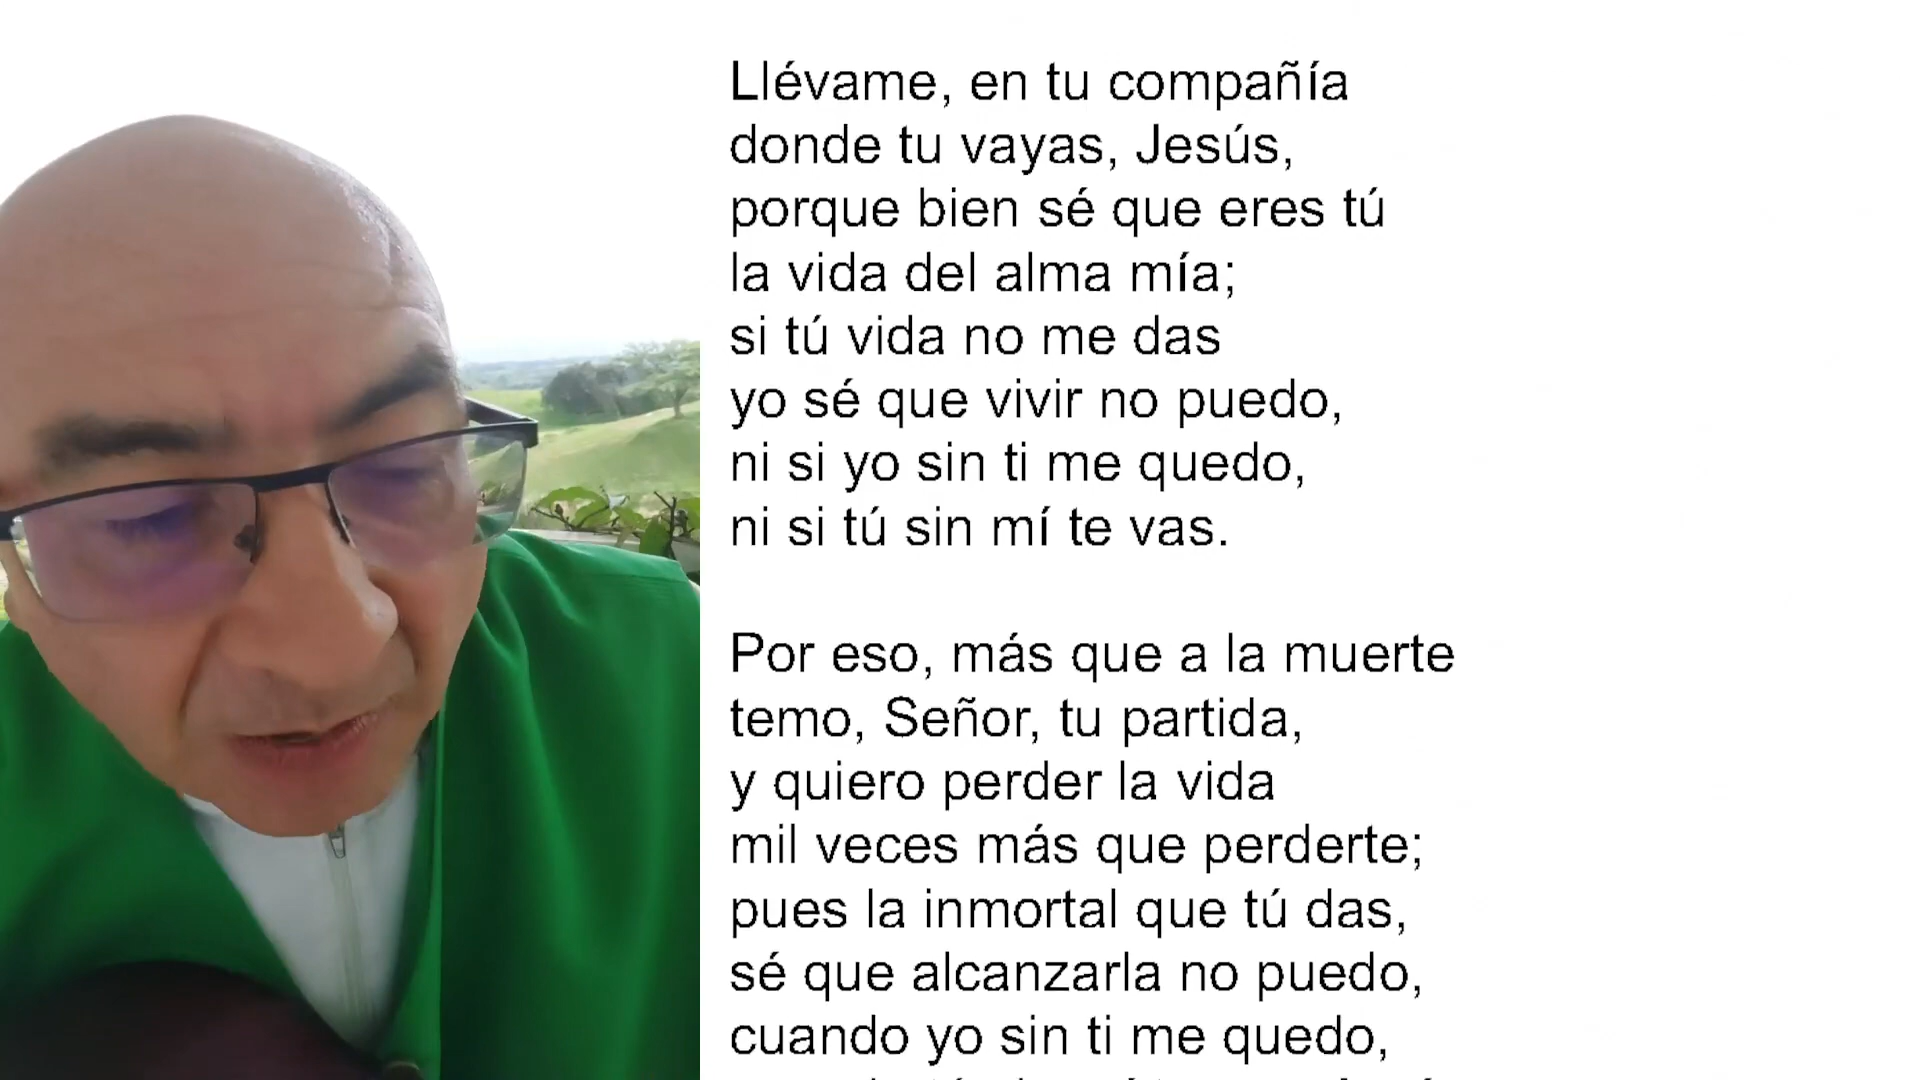 Llévame, en tu compañía
donde tu vayas, Jesús,
porque bien sé que eres tú
la vida del alma mía;
si tú vida no me das
yo sé que vivir no puedo,
ni si yo sin ti me quedo,
ni si tú sin mí te vas.
Por eso, más que a la muerte
temo, Señor, tu partida,
y quiero perder la vida
mil veces más que perderte;
pues la inmortal que tú das,
sé que alcanzarla no puedo,
cuando yo sin ti me quedo,